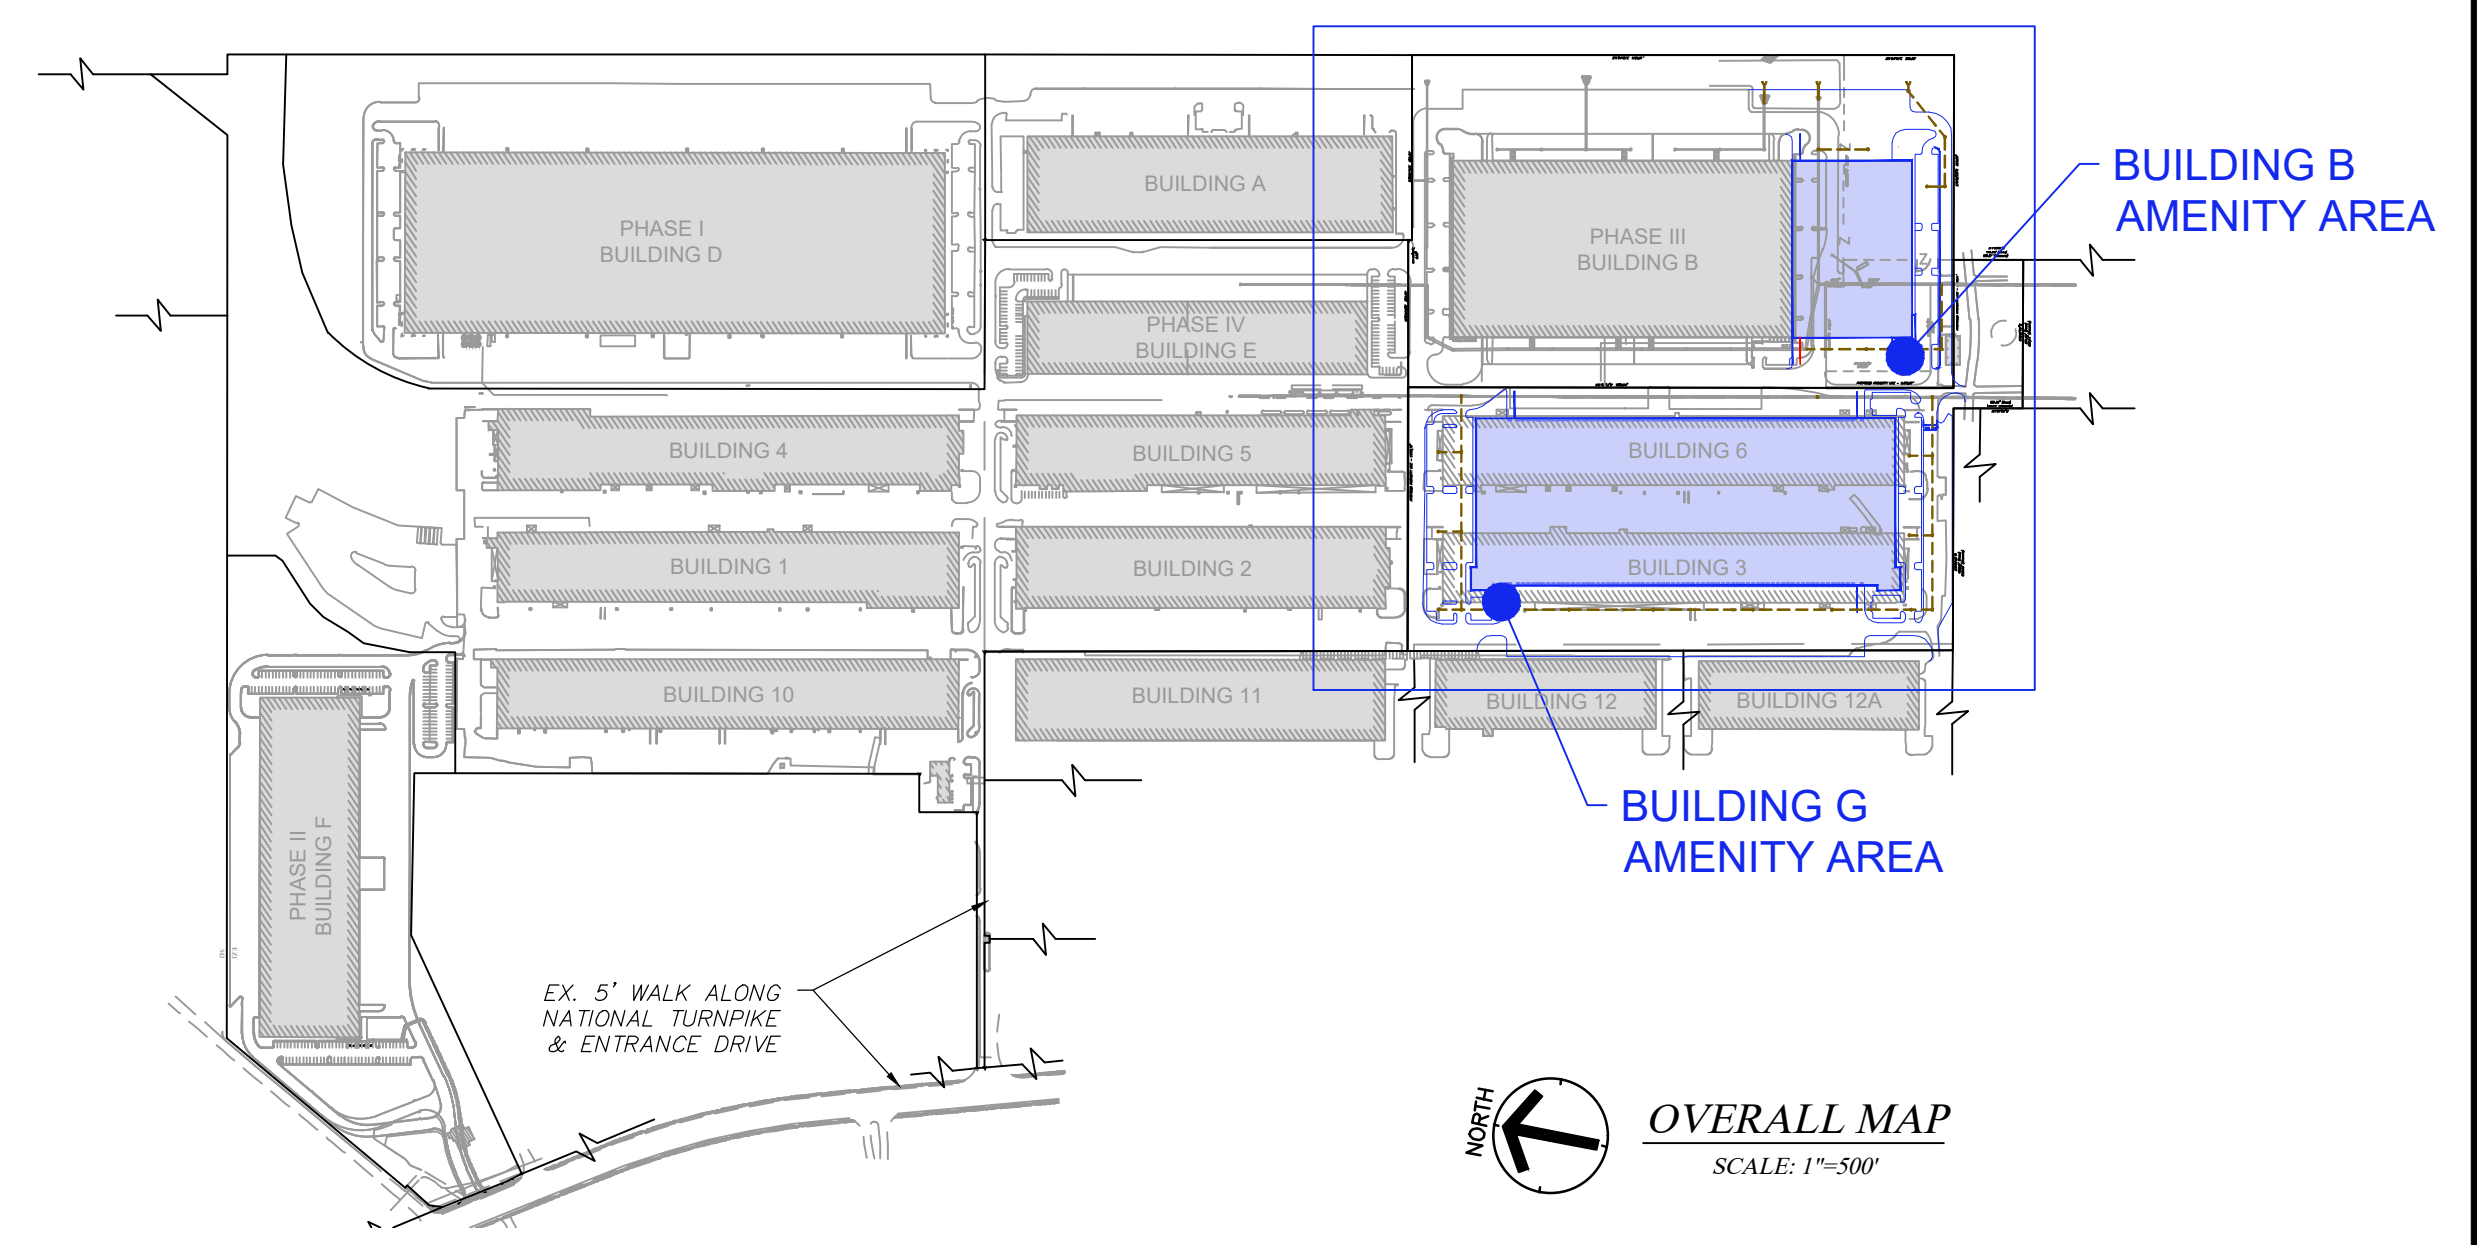 BUILDING B
AMENITY AREA
BUILDING A
PHASE I
BUILDING D
PHASE III
BUILDING B
PHASE IV
BUILDING E
BUILDING 4
BUILDING 5
BUILDING 6
BUILDING 1
BUILDING 2
BUILDING 3
BUILDING 10
BUILDING 11
BUILDING 12
BUILDING 12A
BUILDING G
AMENITY AREA
PHASE II
BUILDING F
EX. 5' WALK ALONG
NATIONAL TURNPIKE
& ENTRANCE DRIVE
NORTH
OVERALL MAP
SCALE: 1"=500'